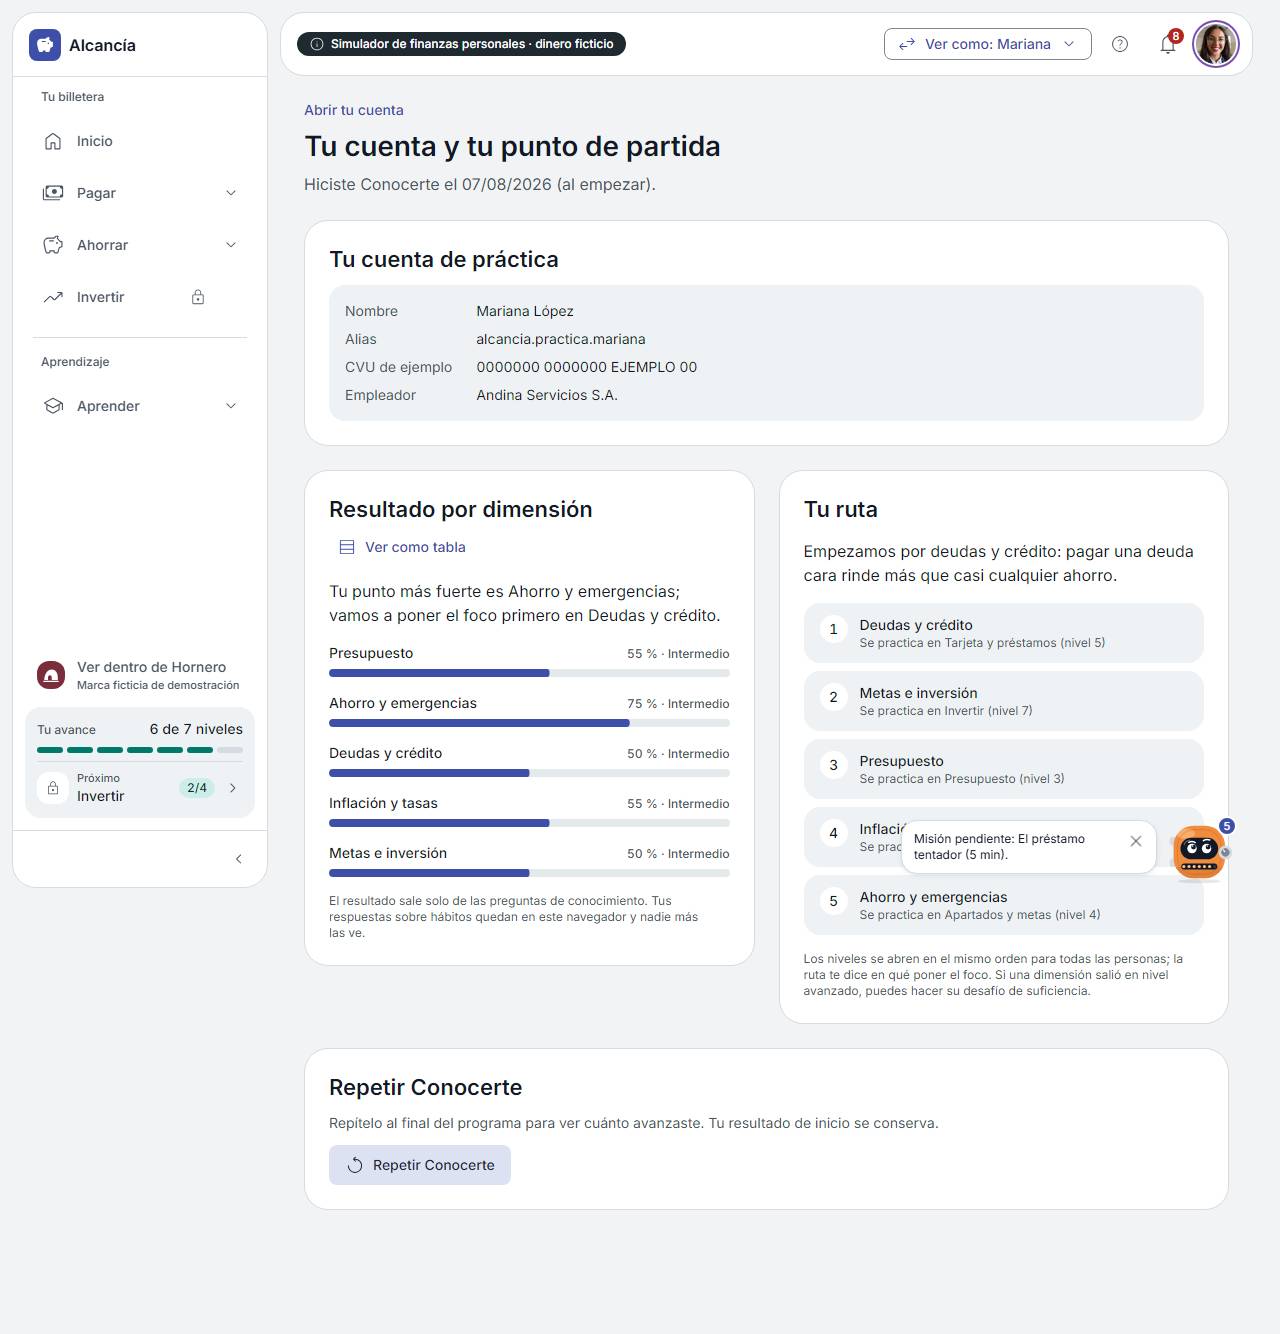 Alcancía
Simulador de finanzas personales · dinero ficticio
Ver como: Mariana
8
Tu billetera
Inicio
Pagar
Ahorrar
Invertir
Aprendizaje
Aprender
Ver dentro de Hornero
Marca ficticia de demostración
Tu avance
6 de 7 niveles
Próximo
Invertir
2/4
Abrir tu cuenta
Tu cuenta y tu punto de partida
Hiciste Conocerte el 07/08/2026 (al empezar).
Tu cuenta de práctica
Nombre Mariana López
Alias alcancia.practica.mariana
CVU de ejemplo 0000000 0000000 EJEMPLO 00
Empleador Andina Servicios S.A.
Resultado por dimensión
Ver como tabla
Tu punto más fuerte es Ahorro y emergencias;
vamos a poner el foco primero en Deudas y crédito.
Presupuesto 55 % · Intermedio
Ahorro y emergencias 75 % · Intermedio
Deudas y crédito 50 % · Intermedio
Inflación y tasas 55 % · Intermedio
Metas e inversión 50 % · Intermedio
El resultado sale solo de las preguntas de conocimiento. Tus
respuestas sobre hábitos quedan en este navegador y nadie más
las ve.
Tu ruta
Empezamos por deudas y crédito: pagar una deuda
cara rinde más que casi cualquier ahorro.
1 Deudas y crédito
Se practica en Tarjeta y préstamos (nivel 5)
2 Metas e inversión
Se practica en Invertir (nivel 7)
3 Presupuesto
Se practica en Presupuesto (nivel 3)
4
Misión pendiente: El préstamo
tentador (5 min).
5
5 Ahorro y emergencias
Se practica en Apartados y metas (nivel 4)
Los niveles se abren en el mismo orden para todas las personas; la
ruta te dice en qué poner el foco. Si una dimensión salió en nivel
avanzado, puedes hacer su desafío de suficiencia.
Repetir Conocerte
Repítelo al final del programa para ver cuánto avanzaste. Tu resultado de inicio se conserva.
Repetir Conocerte